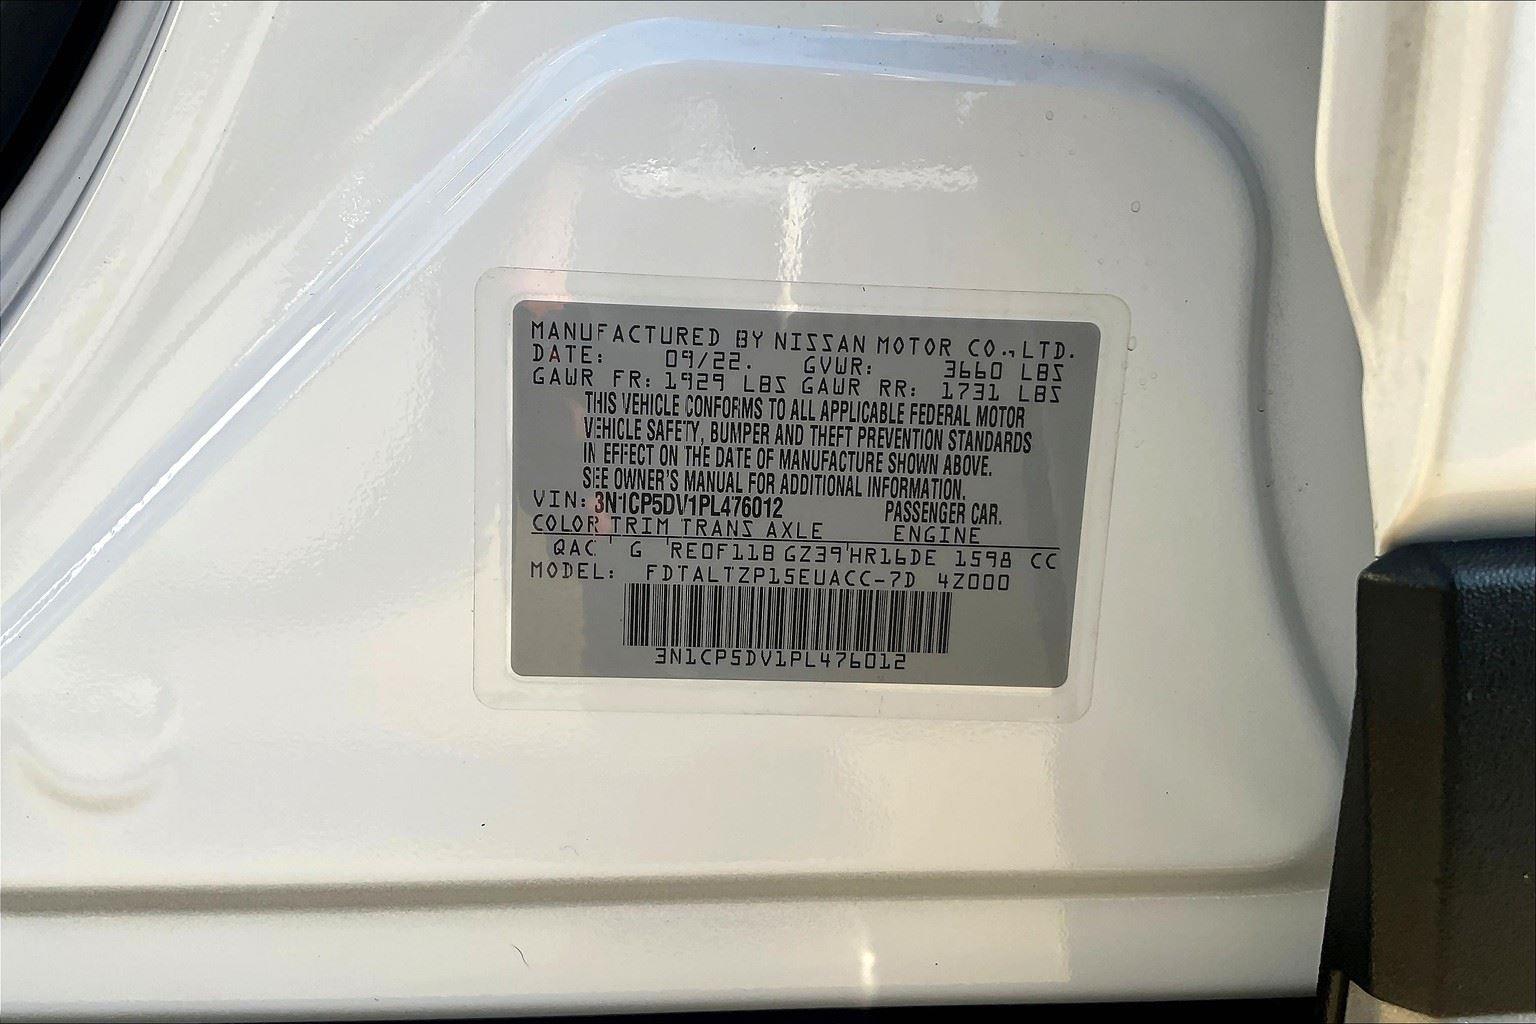 MANUFACTURED BY NISSAN MOTOR CO., LTD.
DATE: 09/22. GVWR: 3660 LBS
GAWR FR: 1929 LBS GAWR RR: 1731 LBS
THIS VEHICLE CONFORMS TO ALL APPLICABLE FEDERAL MOTOR
VEHICLE SAFETY, BUMPER AND THEFT PREVENTION STANDARDS
IN EFFECT ON THE DATE OF MANUFACTURE SHOWN ABOVE.
SEE OWNER'S MANUAL FOR ADDITIONAL INFORMATION.
VIN: 3N1CP5DV1PL476012 PASSENGER CAR.
COLOR TRIM TRANS AXLE ENGINE
QAC G RE0F11B GZ39 HR16DE 1598 CC
MODEL: FDTALTZP15EUACC-7D 4Z000
3N1CP5DV1PL476012